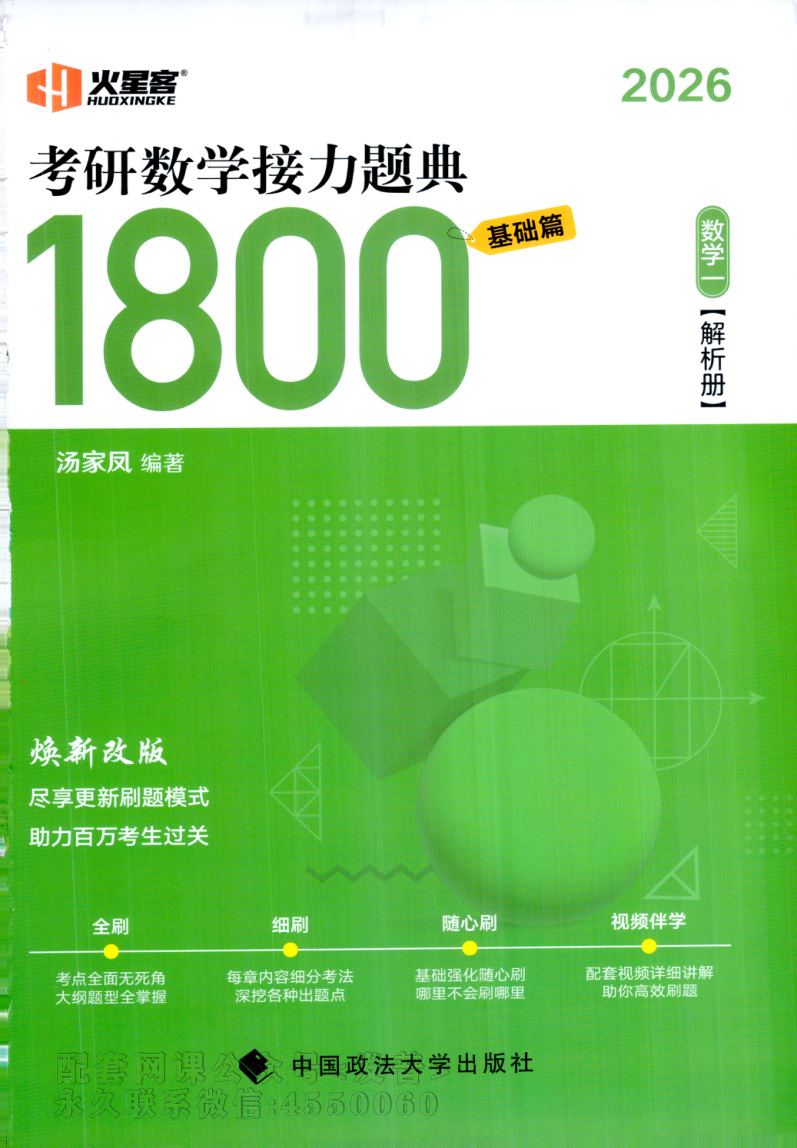 火星客®
HUOXINGKE
2026
考研数学接力题典
1800
基础篇
数学一
【解析册】
汤家凤 编著
焕新改版
尽享更新刷题模式
助力百万考生过关
全刷
考点全面无死角
大纲题型全掌握
细刷
每章内容细分考法
深挖各种出题点
随心刷
基础强化随心刷
哪里不会刷哪里
视频伴学
配套视频详细讲解
助你高效刷题
中国政法大学出版社
配套网课公众号
永久联系微信:4550060